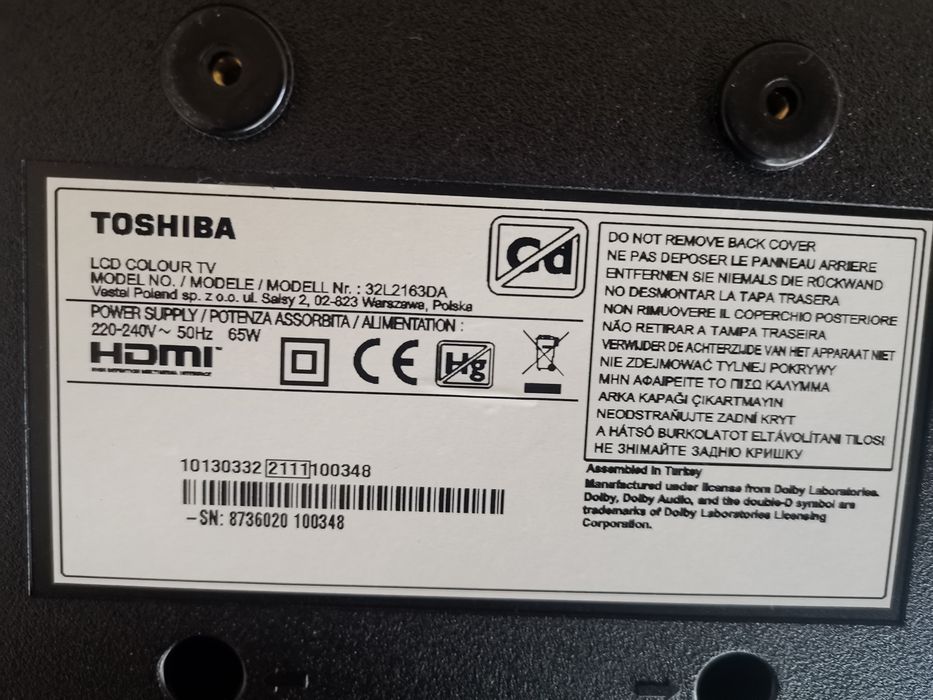 TOSHIBA
LCD COLOUR TV
MODEL NO. / MODELE / MODELL Nr. : 32L2163DA
Vestel Poland sp. z o.o. ul. Salsy 2, 02-823 Warszawa, Polska
POWER SUPPLY / POTENZA ASSORBITA / ALIMENTATION :
220-240V~ 50Hz 65W
HDMI™
HIGH DEFINITION MULTIMEDIA INTERFACE
CE
Hg
Cd
DO NOT REMOVE BACK COVER
NE PAS DEPOSER LE PANNEAU ARRIERE
ENTFERNEN SIE NIEMALS DIE RÜCKWAND
NO DESMONTAR LA TAPA TRASERA
NON RIMUOVERE IL COPERCHIO POSTERIORE
NÃO RETIRAR A TAMPA TRASEIRA
VERWIJDER DE ACHTERZIJDE VAN HET APPARAAT NIET
NIE ZDEJMOWAĆ TYLNEJ POKRYWY
ΜΗΝ ΑΦΑΙΡΕΙΤΕ ΤΟ ΠΙΣΩ ΚΑΛΥΜΜΑ
ARKA KAPAĞI ÇIKARTMAYIN
NEODSTRAŇUJTE ZADNÍ KRYT
A HÁTSÓ BURKOLATOT ELTÁVOLÍTANI TILOS!
НЕ ЗНІМАЙТЕ ЗАДНЮ КРИШКУ
Assembled in Turkey
Manufactured under license from Dolby Laboratories.
Dolby, Dolby Audio, and the double-D symbol are
trademarks of Dolby Laboratories Licensing
Corporation.
10130332 2111 100348
-SN: 8736020 100348